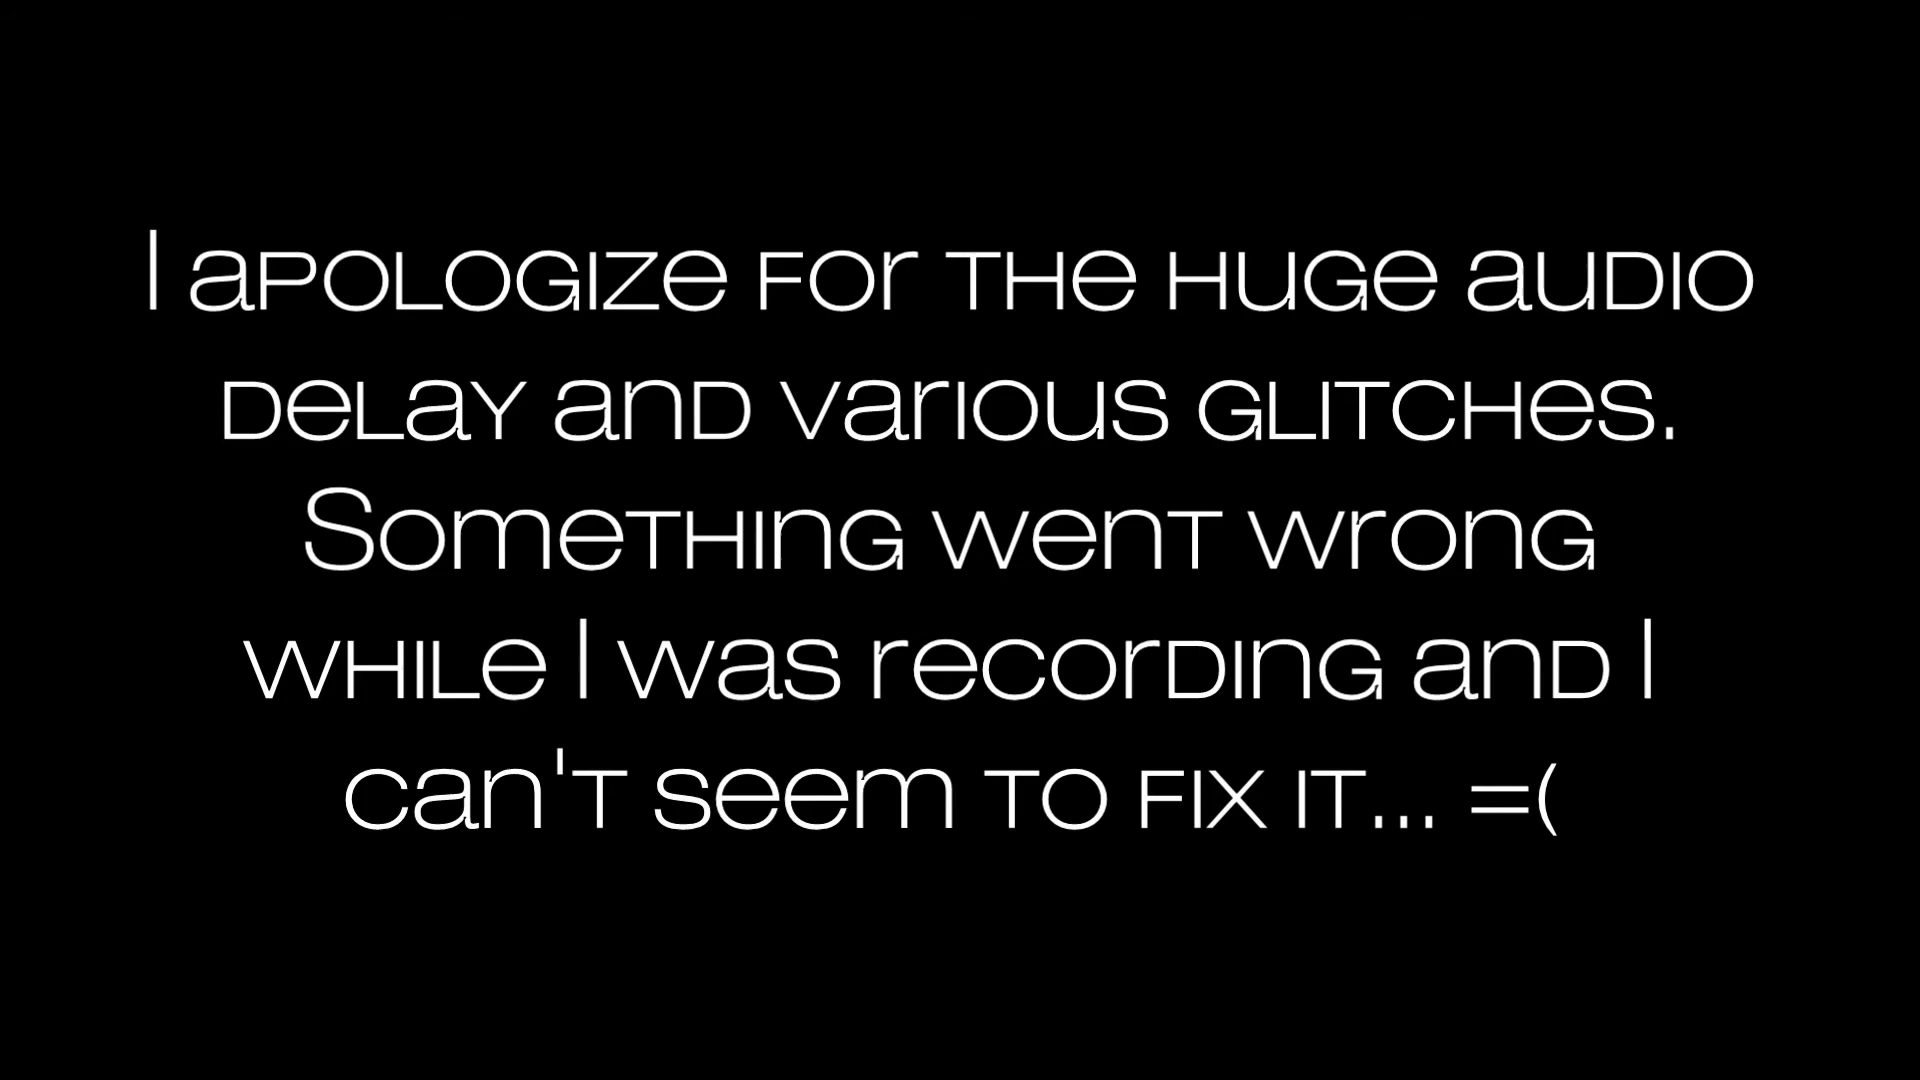 I apologize for the huge audio
delay and various glitches.
Something went wrong
while I was recording and I
can't seem to fix it... =(